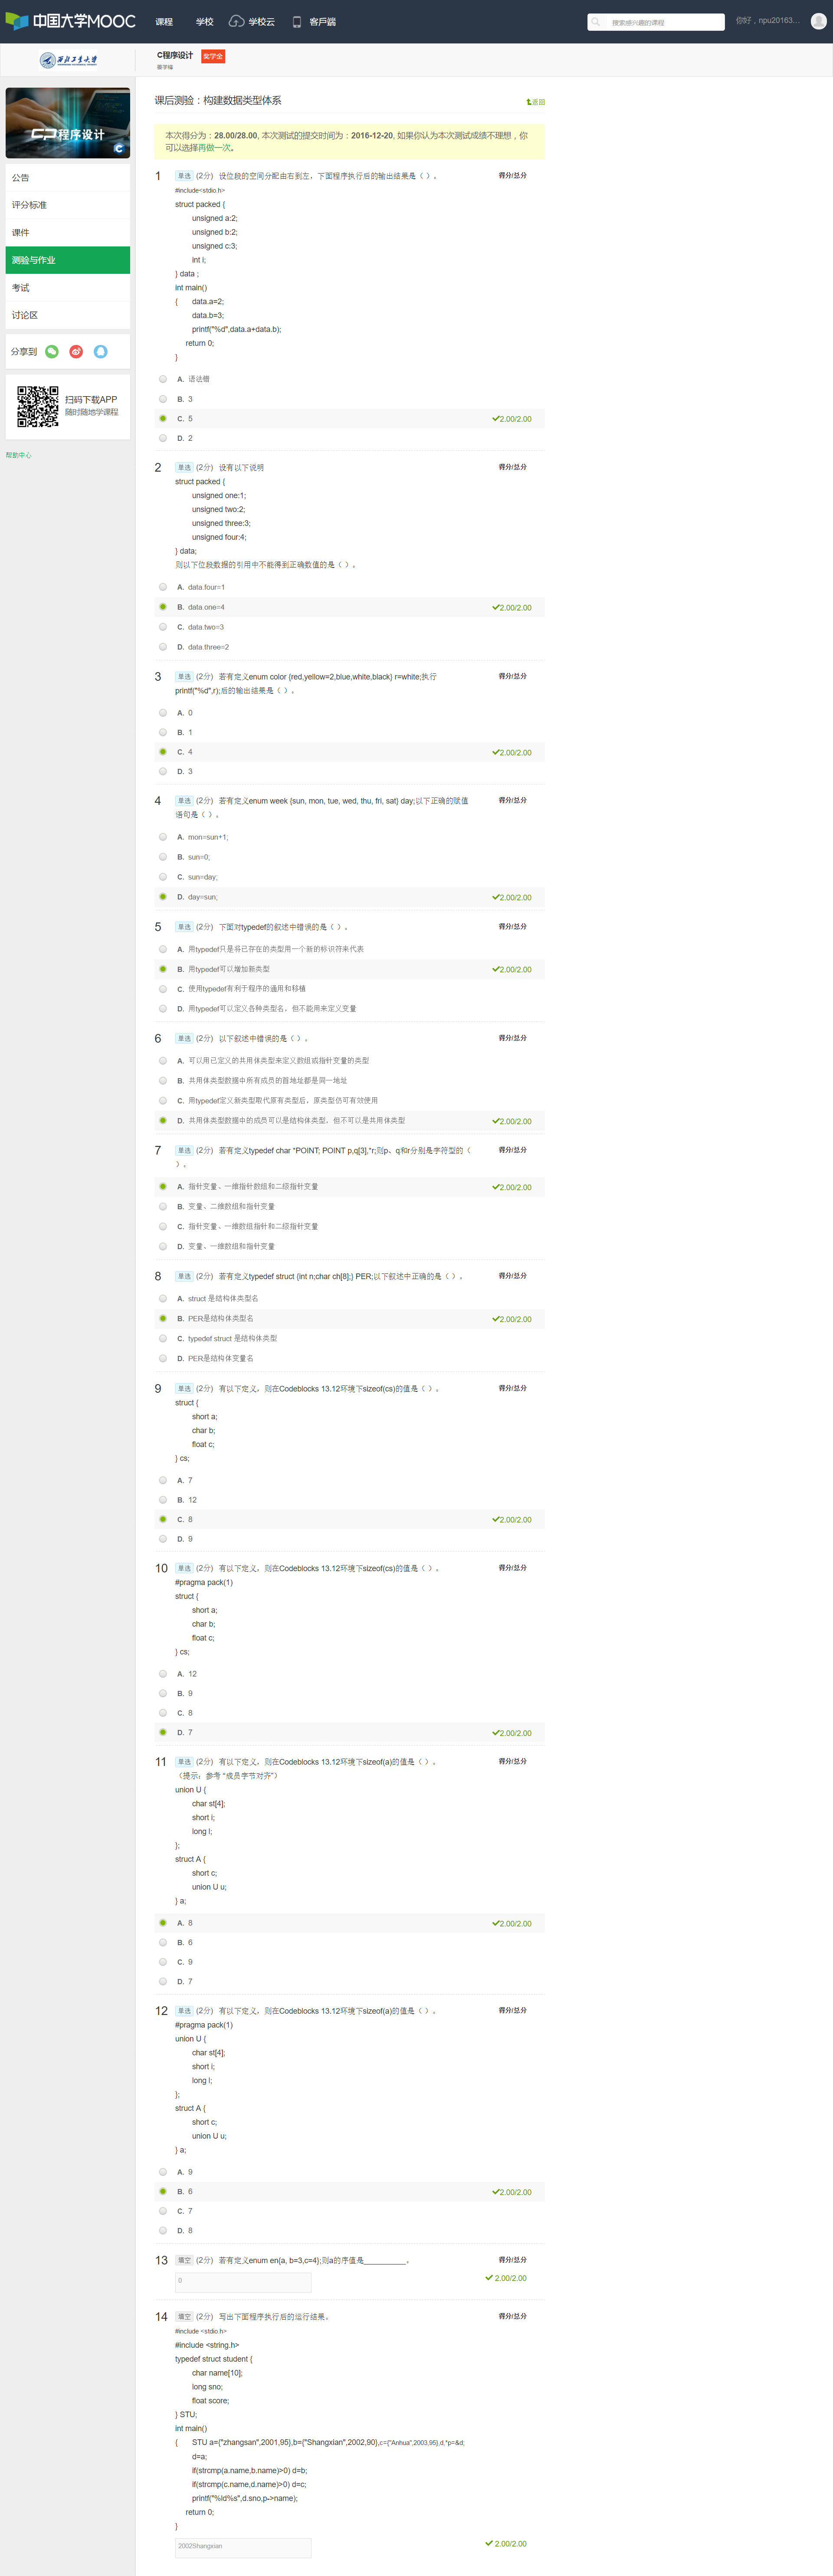 中国大学MOOC
课程
学校
学校云
客户端
搜索感兴趣的课程
你好，npu20163...
西北工业大学
C程序设计
奖学金
返回
程序设计
公告
评分标准
课件
测验与作业
考试
讨论区
分享到
扫码下载APP
随时随地学课程
帮助中心
课后测验：构建数据类型体系
本次得分为：28.00/28.00, 本次测试的提交时间为：2016-12-20, 如果你认为本次测试成绩不理想，你
可以选择再做一次。
1 单选 (2分) 设位段的空间分配由右到左，下面程序执行后的输出结果是（ ）。 得分/总分
#include<stdio.h>
struct packed {
unsigned a:2;
unsigned b:2;
unsigned c:3;
int i;
} data ;
int main()
{ data.a=2;
data.b=3;
printf("%d",data.a+data.b);
return 0;
}
A. 语法错
B. 3
C. 5 2.00/2.00
D. 2
2 单选 (2分) 设有以下说明 得分/总分
struct packed {
unsigned one:1;
unsigned two:2;
unsigned three:3;
unsigned four:4;
} data;
则以下位段数据的引用中不能得到正确数值的是（ ）。
A. data.four=1
B. data.one=4 2.00/2.00
C. data.two=3
D. data.three=2
3 单选 (2分) 若有定义enum color {red,yellow=2,blue,white,black} r=white;执行 得分/总分
printf("%d",r);后的输出结果是（ ）。
A. 0
B. 1
C. 4 2.00/2.00
D. 3
4 单选 (2分) 若有定义enum week {sun, mon, tue, wed, thu, fri, sat} day;以下正确的赋值 得分/总分
语句是（ ）。
A. mon=sun+1;
B. sun=0;
C. sun=day;
D. day=sun; 2.00/2.00
5 单选 (2分) 下面对typedef的叙述中错误的是（ ）。 得分/总分
A. 用typedef只是将已存在的类型用一个新的标识符来代表
B. 用typedef可以增加新类型 2.00/2.00
C. 使用typedef有利于程序的通用和移植
D. 用typedef可以定义各种类型名，但不能用来定义变量
6 单选 (2分) 以下叙述中错误的是（ ）。 得分/总分
A. 可以用已定义的共用体类型来定义数组或指针变量的类型
B. 共用体类型数据中所有成员的首地址都是同一地址
C. 用typedef定义新类型取代原有类型后，原类型仍可有效使用
D. 共用体类型数据中的成员可以是结构体类型，但不可以是共用体类型 2.00/2.00
7 单选 (2分) 若有定义typedef char *POINT; POINT p,q[3],*r;则p、q和r分别是字符型的（ 得分/总分
）。
A. 指针变量、一维指针数组和二级指针变量 2.00/2.00
B. 变量、二维数组和指针变量
C. 指针变量、一维数组指针和二级指针变量
D. 变量、一维数组和指针变量
8 单选 (2分) 若有定义typedef struct {int n;char ch[8];} PER;以下叙述中正确的是（ ）。 得分/总分
A. struct 是结构体类型名
B. PER是结构体类型名 2.00/2.00
C. typedef struct 是结构体类型
D. PER是结构体变量名
9 单选 (2分) 有以下定义，则在Codeblocks 13.12环境下sizeof(cs)的值是（ ）。 得分/总分
struct {
short a;
char b;
float c;
} cs;
A. 7
B. 12
C. 8 2.00/2.00
D. 9
10 单选 (2分) 有以下定义，则在Codeblocks 13.12环境下sizeof(cs)的值是（ ）。 得分/总分
#pragma pack(1)
struct {
short a;
char b;
float c;
} cs;
A. 12
B. 9
C. 8
D. 7 2.00/2.00
11 单选 (2分) 有以下定义，则在Codeblocks 13.12环境下sizeof(a)的值是（ ）。 得分/总分
（提示：参考 “成员字节对齐”）
union U {
char st[4];
short i;
long l;
};
struct A {
short c;
union U u;
} a;
A. 8 2.00/2.00
B. 6
C. 9
D. 7
12 单选 (2分) 有以下定义，则在Codeblocks 13.12环境下sizeof(a)的值是（ ）。 得分/总分
#pragma pack(1)
union U {
char st[4];
short i;
long l;
};
struct A {
short c;
union U u;
} a;
A. 9
B. 6 2.00/2.00
C. 7
D. 8
13 填空 (2分) 若有定义enum en{a, b=3,c=4};则a的序值是__________。 得分/总分
0 2.00/2.00
14 填空 (2分) 写出下面程序执行后的运行结果。 得分/总分
#include <stdio.h>
#include <string.h>
typedef struct student {
char name[10];
long sno;
float score;
} STU;
int main()
{ STU a={"zhangsan",2001,95},b={"Shangxian",2002,90},c={"Anhua",2003,95},d,*p=&d;
d=a;
if(strcmp(a.name,b.name)>0) d=b;
if(strcmp(c.name,d.name)>0) d=c;
printf("%ld%s",d.sno,p->name);
return 0;
}
2002Shangxian 2.00/2.00